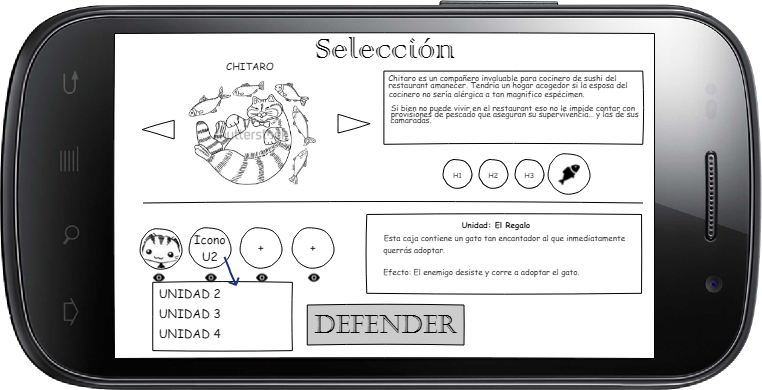 Selección
CHITARO
Chitaro es un compañero invaluable para cocinero de sushi del
restaurant amanecer. Tendría un hogar acogedor si la esposa del
cocinero no sería alérgica a tan magnifico espécimen.
Si bien no puede vivir en el restaurant eso no le impide contar con
provisiones de pescado que aseguran su supervivencia.. y las de sus
camaradas.
H1 H2 H3
Icono
U2
+ +
Unidad: El Regalo
Esta caja contiene un gato tan encantador al que inmediatamente
querrás adoptar.
Efecto: El enemigo desiste y corre a adoptar el gato.
UNIDAD 2
UNIDAD 3
UNIDAD 4
DEFENDER